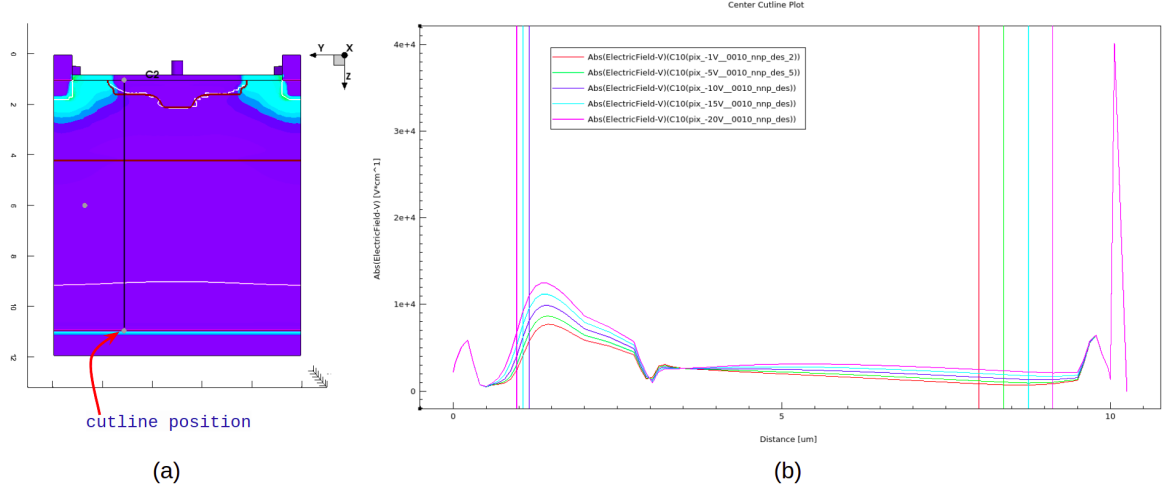 Center Cutline Plot
Y
X
Z
C2
0
2
4
6
8
10
12
cutline position
(a)
4e+4
3e+4
2e+4
1e+4
0
Abs(ElectricField-V) [V*cm^1]
Abs(ElectricField-V)(C10(pix_-1V__0010_nnp_des_2))
Abs(ElectricField-V)(C10(pix_-5V__0010_nnp_des_5))
Abs(ElectricField-V)(C10(pix_-10V__0010_nnp_des))
Abs(ElectricField-V)(C10(pix_-15V__0010_nnp_des))
Abs(ElectricField-V)(C10(pix_-20V__0010_nnp_des))
0
5
10
Distance [um]
(b)